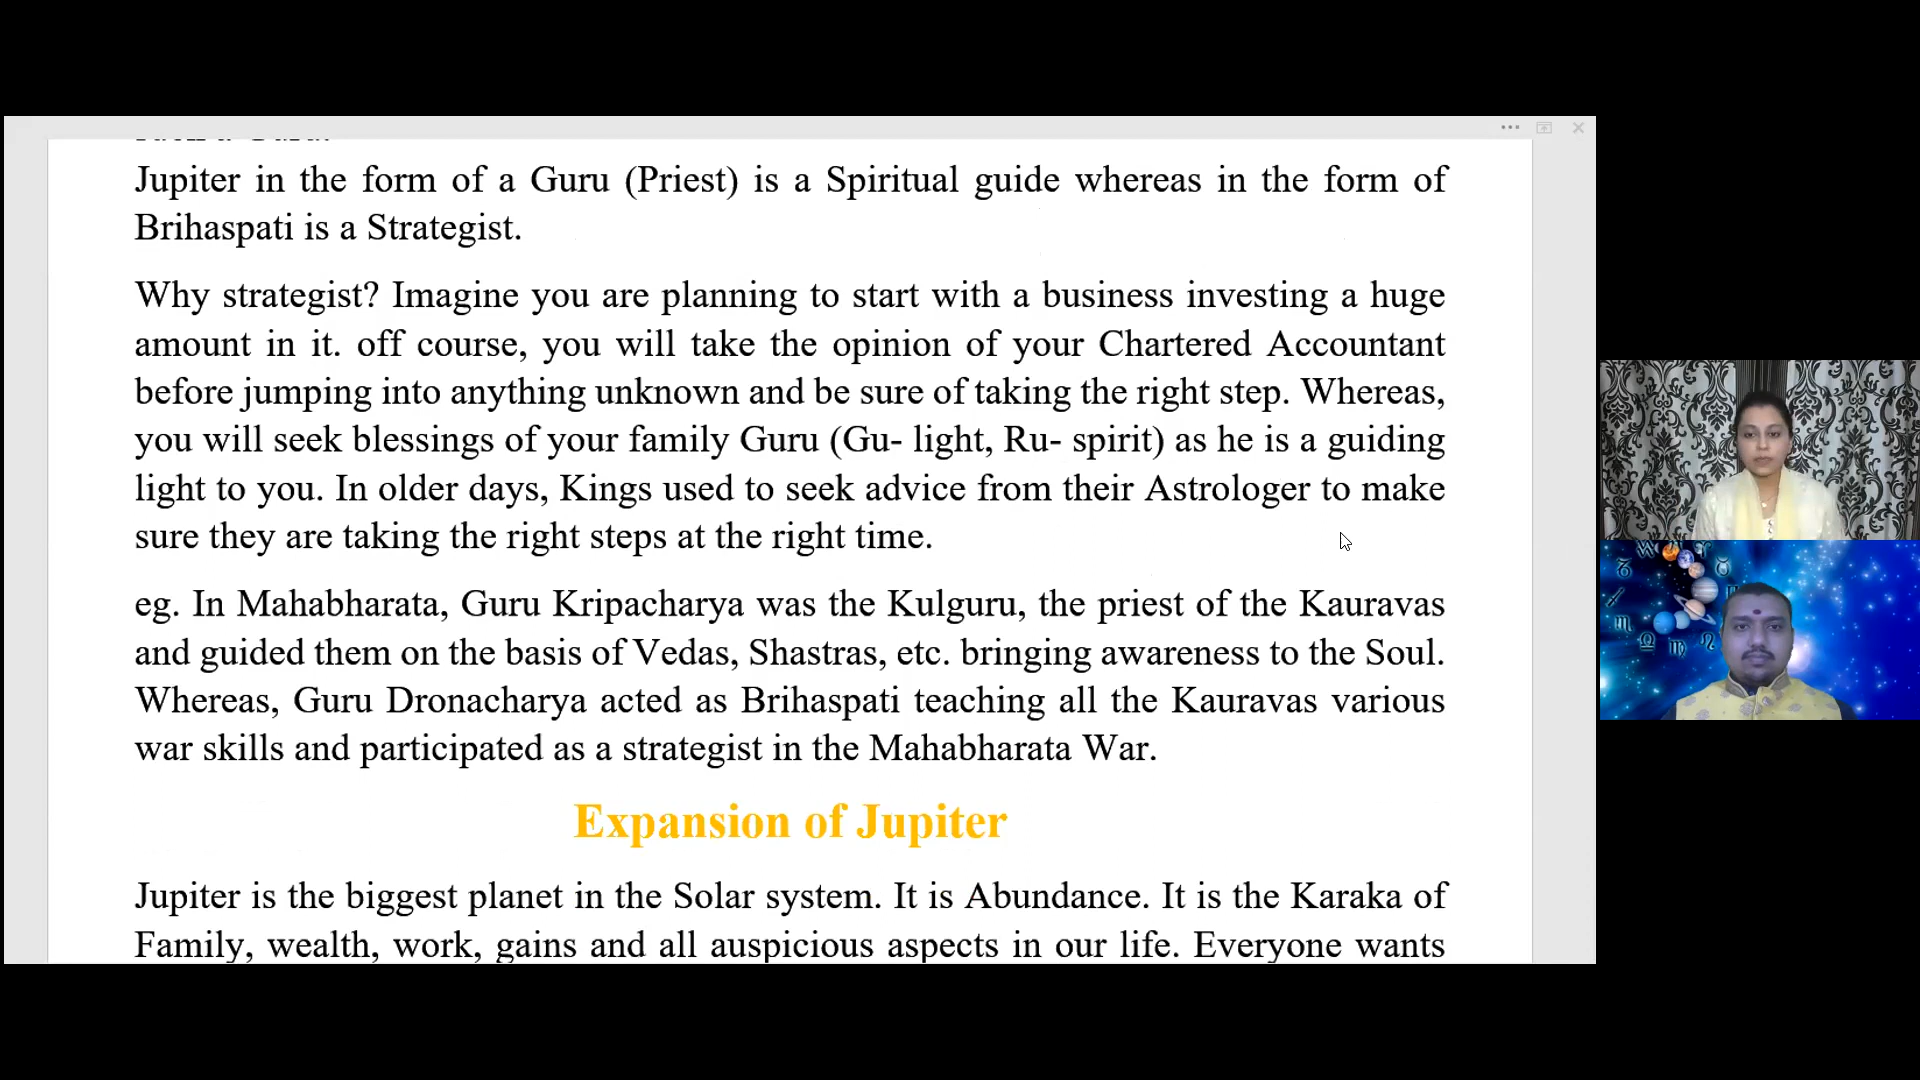 Jupiter in the form of a Guru (Priest) is a Spiritual guide whereas in the form of
Brihaspati is a Strategist.
Why strategist? Imagine you are planning to start with a business investing a huge
amount in it. off course, you will take the opinion of your Chartered Accountant
before jumping into anything unknown and be sure of taking the right step. Whereas,
you will seek blessings of your family Guru (Gu- light, Ru- spirit) as he is a guiding
light to you. In older days, Kings used to seek advice from their Astrologer to make
sure they are taking the right steps at the right time.
eg. In Mahabharata, Guru Kripacharya was the Kulguru, the priest of the Kauravas
and guided them on the basis of Vedas, Shastras, etc. bringing awareness to the Soul.
Whereas, Guru Dronacharya acted as Brihaspati teaching all the Kauravas various
war skills and participated as a strategist in the Mahabharata War.
Expansion of Jupiter
Jupiter is the biggest planet in the Solar system. It is Abundance. It is the Karaka of
Family, wealth, work, gains and all auspicious aspects in our life. Everyone wants